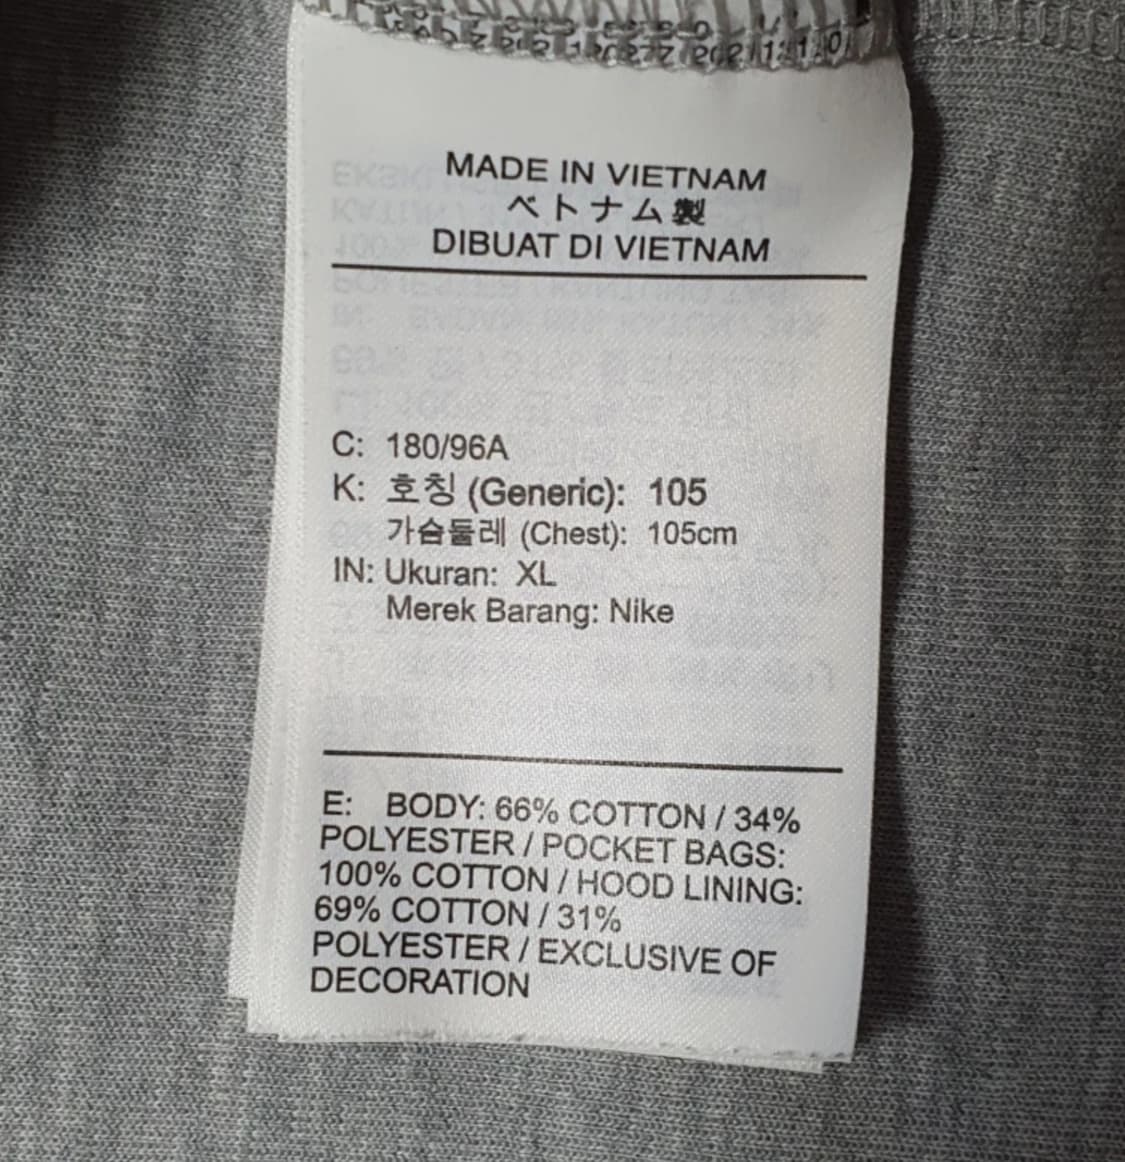 MADE IN VIETNAM
ベトナム製
DIBUAT DI VIETNAM
C: 180/96A
K: 호칭 (Generic): 105
가슴둘레 (Chest): 105cm
IN: Ukuran: XL
Merek Barang: Nike
E: BODY: 66% COTTON / 34%
POLYESTER / POCKET BAGS:
100% COTTON / HOOD LINING:
69% COTTON / 31%
POLYESTER / EXCLUSIVE OF
DECORATION